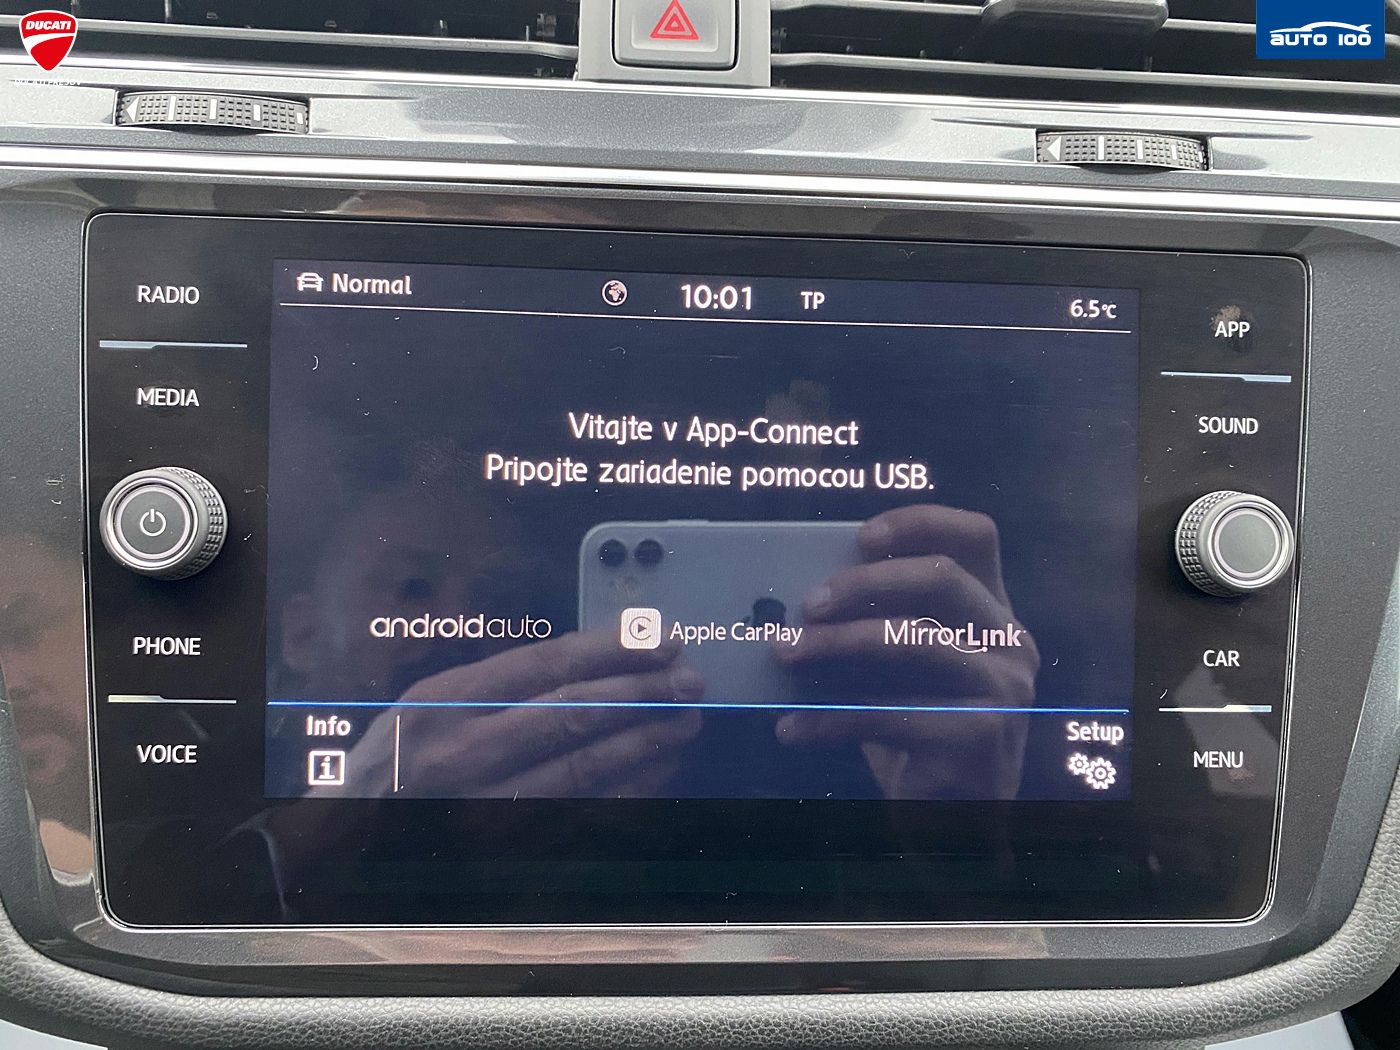 DUCATI
AUTO 100
RADIO
MEDIA
PHONE
VOICE
Normal
10:01
TP
6.5°C
Vitajte v App-Connect
Pripojte zariadenie pomocou USB.
androidauto
Apple CarPlay
MirrorLink
Info
i
Setup
APP
SOUND
CAR
MENU